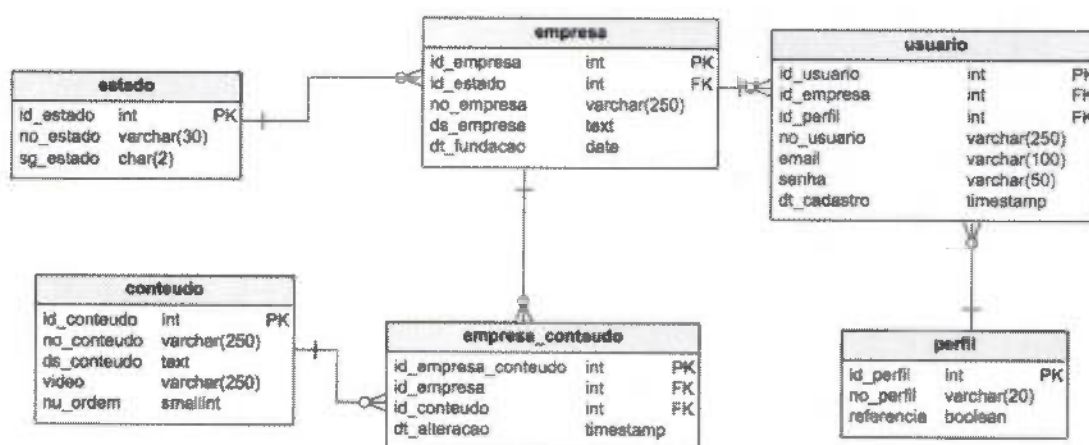 estado
id_estado int PK
no_estado varchar(30)
sg_estado char(2)
empresa
id_empresa int PK
id_estado int FK
no_empresa varchar(250)
ds_empresa text
dt_fundacao date
usuario
id_usuario int PK
id_empresa int FK
id_perfil int FK
no_usuario varchar(250)
email varchar(100)
senha varchar(50)
dt_cadastro timestamp
conteudo
id_conteudo int PK
no_conteudo varchar(250)
ds_conteudo text
video varchar(250)
nu_ordem smallint
empresa_conteudo
id_empresa_conteudo int PK
id_empresa int FK
id_conteudo int FK
dt_alteracao timestamp
perfil
id_perfil int PK
no_perfil varchar(20)
referencia boolean